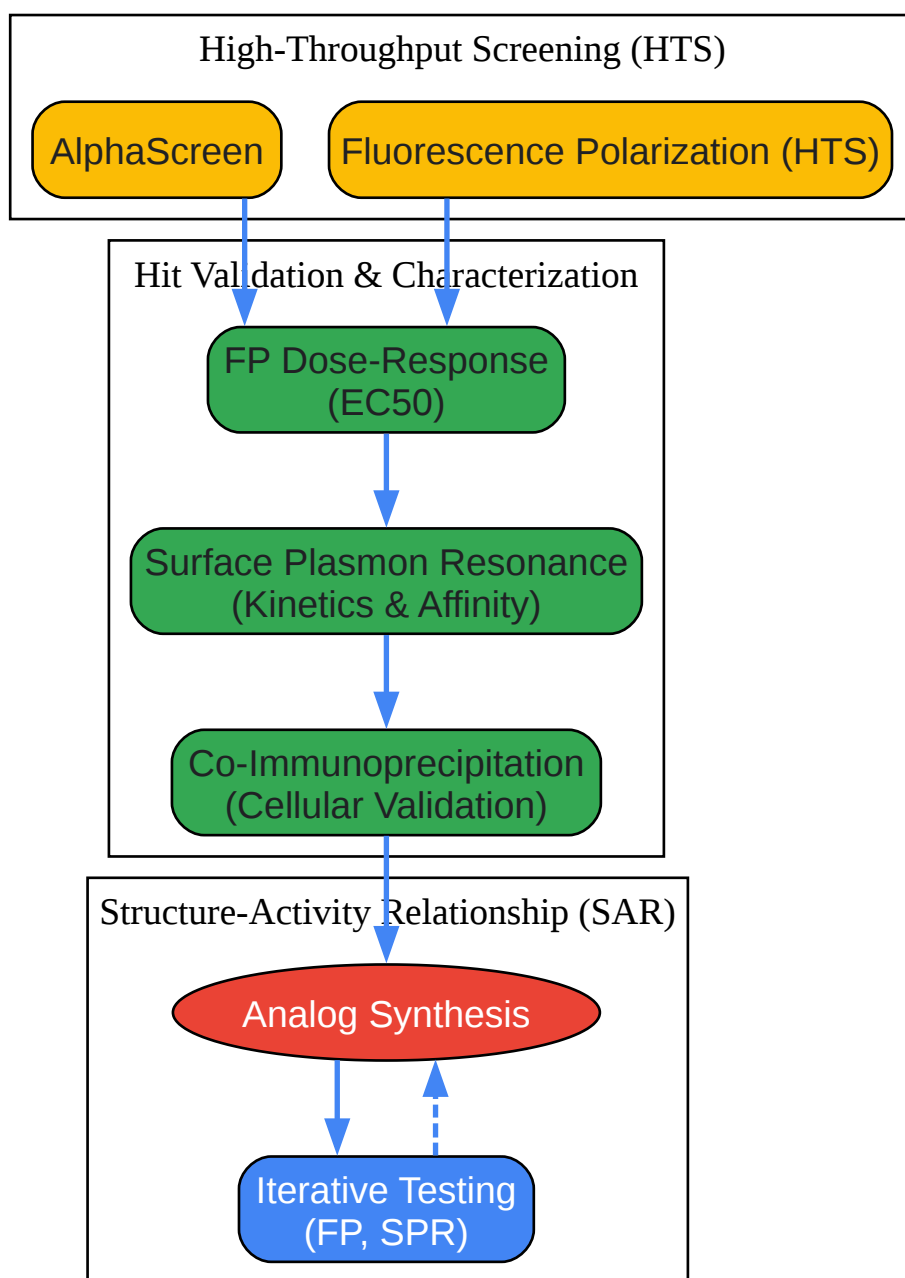 High-Throughput Screening (HTS)
AlphaScreen
Fluorescence Polarization (HTS)
Hit Validation & Characterization
FP Dose-Response
(EC50)
Surface Plasmon Resonance
(Kinetics & Affinity)
Co-Immunoprecipitation
(Cellular Validation)
Structure-Activity Relationship (SAR)
Analog Synthesis
Iterative Testing
(FP, SPR)